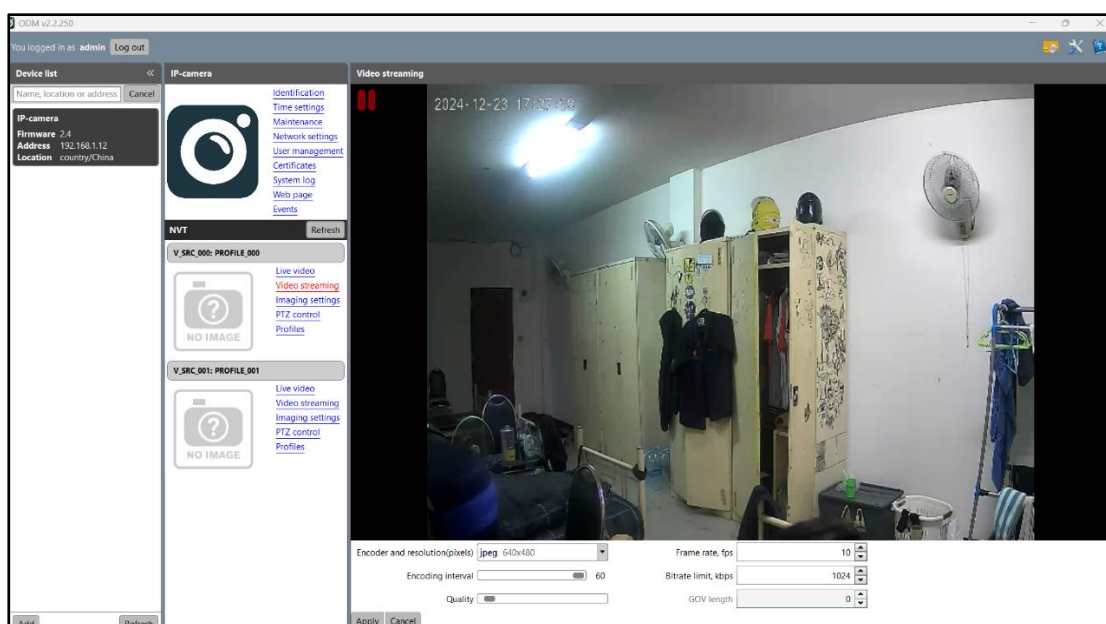 ODM v2.2.250
You logged in as admin Log out
Device list «
Name, location or address Cancel
IP-camera
Firmware 2.4
Address 192.168.1.12
Location country/China
Add Refresh
IP-camera
Identification
Time settings
Maintenance
Network settings
User management
Certificates
System log
Web page
Events
NVT Refresh
V_SRC_000: PROFILE_000
NO IMAGE
Live video
Video streaming
Imaging settings
PTZ control
Profiles
V_SRC_001: PROFILE_001
NO IMAGE
Live video
Video streaming
Imaging settings
PTZ control
Profiles
Video streaming
2024-12-23
Encoder and resolution(pixels) jpeg 640x480 Frame rate, fps 10
Encoding interval 60 Bitrate limit, kbps 1024
Quality GOV length 0
Apply Cancel